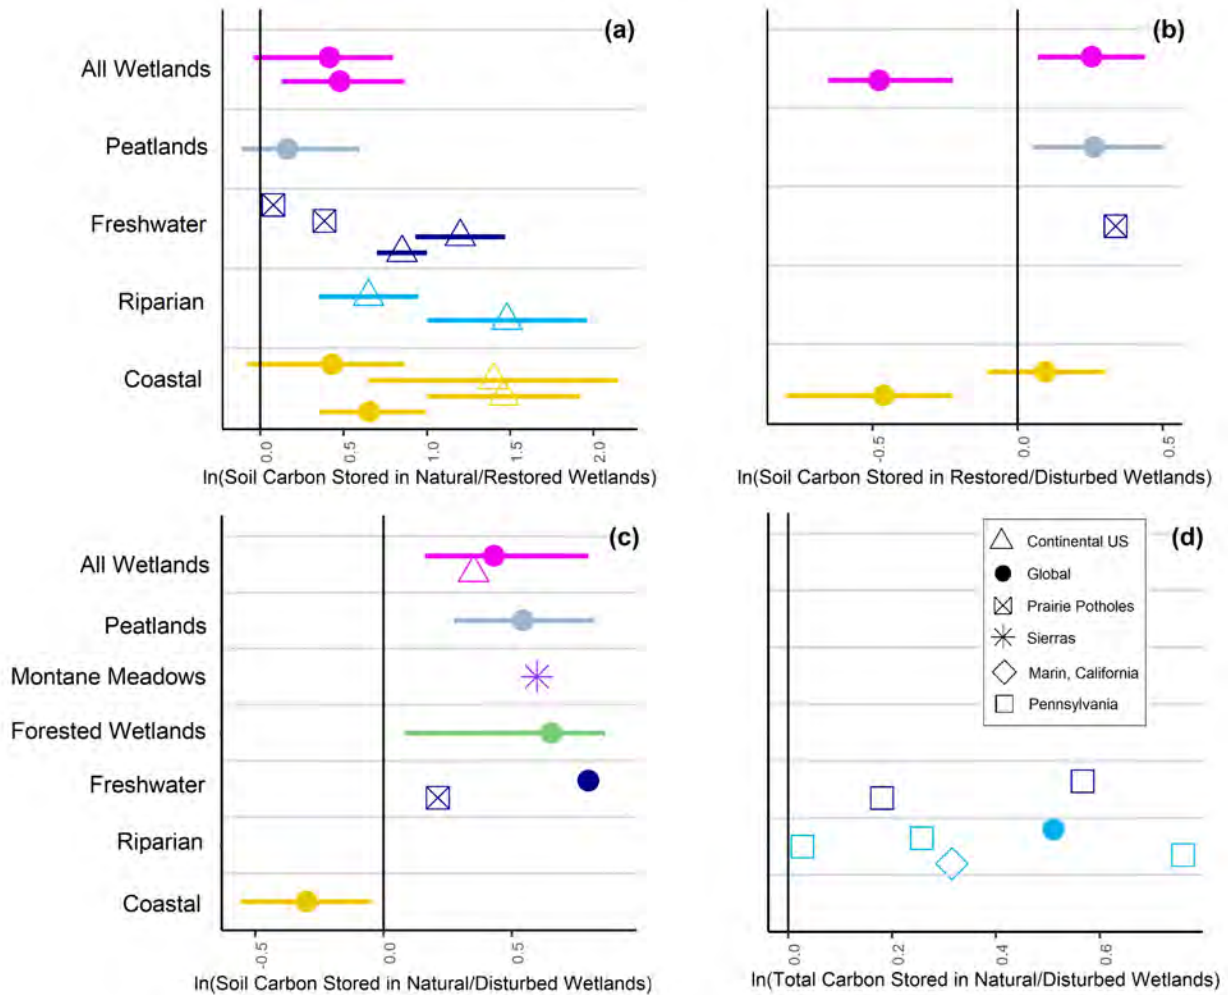 (a)
All Wetlands
Peatlands
Freshwater
Riparian
Coastal
0.0
0.5
1.0
1.5
2.0
ln(Soil Carbon Stored in Natural/Restored Wetlands)
(b)
-0.5
0.0
0.5
ln(Soil Carbon Stored in Restored/Disturbed Wetlands)
(c)
All Wetlands
Peatlands
Montane Meadows
Forested Wetlands
Freshwater
Riparian
Coastal
-0.5
0.0
0.5
ln(Soil Carbon Stored in Natural/Disturbed Wetlands)
(d)
Continental US
Global
Prairie Potholes
Sierras
Marin, California
Pennsylvania
0.0
0.2
0.4
0.6
ln(Total Carbon Stored in Natural/Disturbed Wetlands)